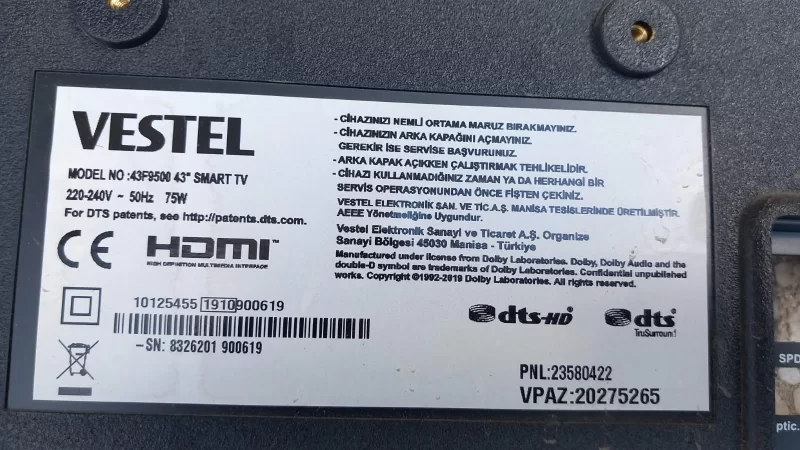 VESTEL
MODEL NO :43F9500 43" SMART TV
220-240V ~ 50Hz 75W
For DTS patents, see http://patents.dts.com.
CE HDMI™
HIGH DEFINITION MULTIMEDIA INTERFACE
10125455 1910 900619
-SN: 8326201 900619
- CİHAZINIZI NEMLİ ORTAMA MARUZ BIRAKMAYINIZ.
- CİHAZINIZIN ARKA KAPAĞINI AÇMAYINIZ.
GEREKİR İSE SERVİSE BAŞVURUNUZ.
- ARKA KAPAK AÇIKKEN ÇALIŞTIRMAK TEHLİKELİDİR.
- CİHAZI KULLANMADIĞINIZ ZAMAN YA DA HERHANGİ BİR
SERVİS OPERASYONUNDAN ÖNCE FİŞTEN ÇEKİNİZ.
VESTEL ELEKTRONİK SAN. VE TİC A.Ş. MANİSA TESİSLERİNDE ÜRETİLMİŞTİR.
AEEE Yönetmeliğine Uygundur.
Vestel Elektronik Sanayi ve Ticaret A.Ş. Organize
Sanayi Bölgesi 45030 Manisa - Türkiye
Manufactured under license from Dolby Laboratories. Dolby, Dolby Audio and the
double-D symbol are trademarks of Dolby Laboratories. Confidential unpublished
works. Copyright ©1992-2019 Dolby Laboratories. All rights reserved.
dts-HD dts
TruSurround
PNL:23580422
VPAZ:20275265
SPD
ptic.